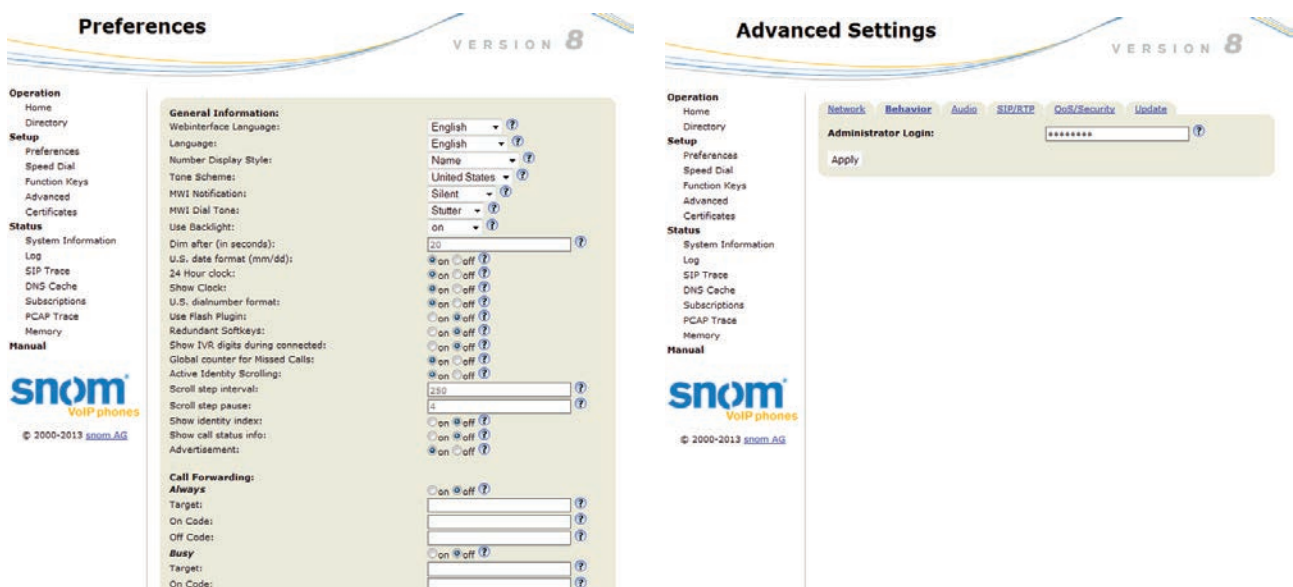 Preferences
VERSION 8
Operation
Home
Directory
Setup
Preferences
Speed Dial
Function Keys
Advanced
Certificates
Status
System Information
Log
SIP Trace
DNS Cache
Subscriptions
PCAP Trace
Memory
Manual
snom
VoIP phones
© 2000-2013 snom AG
General Information:
Webinterface Language: English ?
Language: English ?
Number Display Style: Name ?
Tone Scheme: United States ?
MWI Notification: Silent ?
MWI Dial Tone: Stutter ?
Use Backlight: on ?
Dim after (in seconds): 20 ?
U.S. date format (mm/dd): on off ?
24 Hour clock: on off ?
Show Clock: on off ?
U.S. dialnumber format: on off ?
Use Flash Plugin: on off ?
Redundant Softkeys: on off ?
Show IVR digits during connected: on off ?
Global counter for Missed Calls: on off ?
Active Identity Scrolling: on off ?
Scroll step interval: 250 ?
Scroll step pause: 4 ?
Show identity index: on off ?
Show call status info: on off ?
Advertisement: on off ?
Call Forwarding:
Always on off ?
Target: ?
On Code: ?
Off Code: ?
Busy on off ?
Target: ?
On Code: ?
Advanced Settings
VERSION 8
Operation
Home
Directory
Setup
Preferences
Speed Dial
Function Keys
Advanced
Certificates
Status
System Information
Log
SIP Trace
DNS Cache
Subscriptions
PCAP Trace
Memory
Manual
snom
VoIP phones
© 2000-2013 snom AG
Network Behavior Audio SIP/RTP QoS/Security Update
Administrator Login: ******** ?
Apply